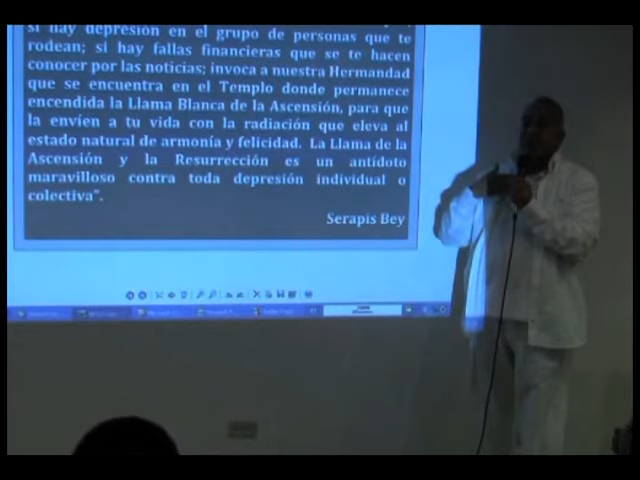 si hay depresión en el grupo de personas que te
rodean; si hay fallas financieras que se te hacen
conocer por las noticias; invoca a nuestra Hermandad
que se encuentra en el Templo donde permanece
encendida la Llama Blanca de la Ascensión, para que
la envíen a tu vida con la radiación que eleva al
estado natural de armonía y felicidad. La Llama de la
Ascensión y la Resurrección es un antídoto
maravilloso contra toda depresión individual o
colectiva”.
Serapis Bey